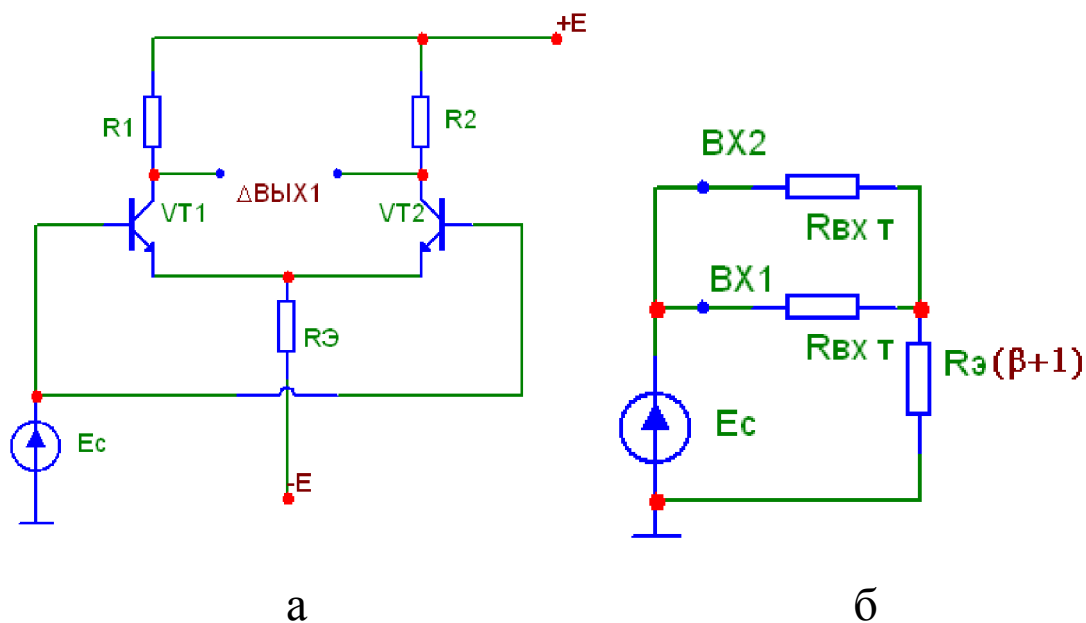 +E
R1
R2
ΔВЫХ1
VT1
VT2
RЭ
Ec
-E
ВХ2
Rвх т
ВХ1
Rвх т
Rэ(β+1)
Ec
а
б